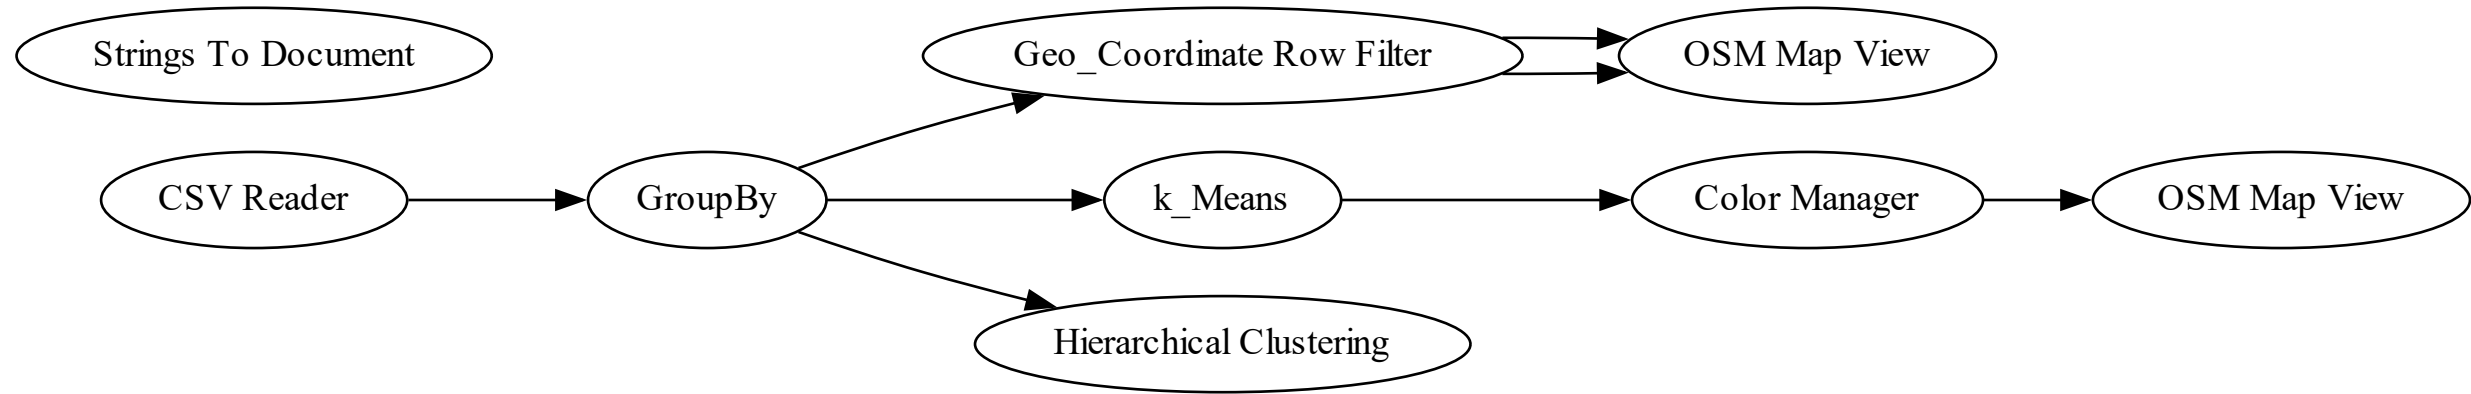 Strings To Document
Geo_Coordinate Row Filter
OSM Map View
CSV Reader
GroupBy
k_Means
Color Manager
OSM Map View
Hierarchical Clustering